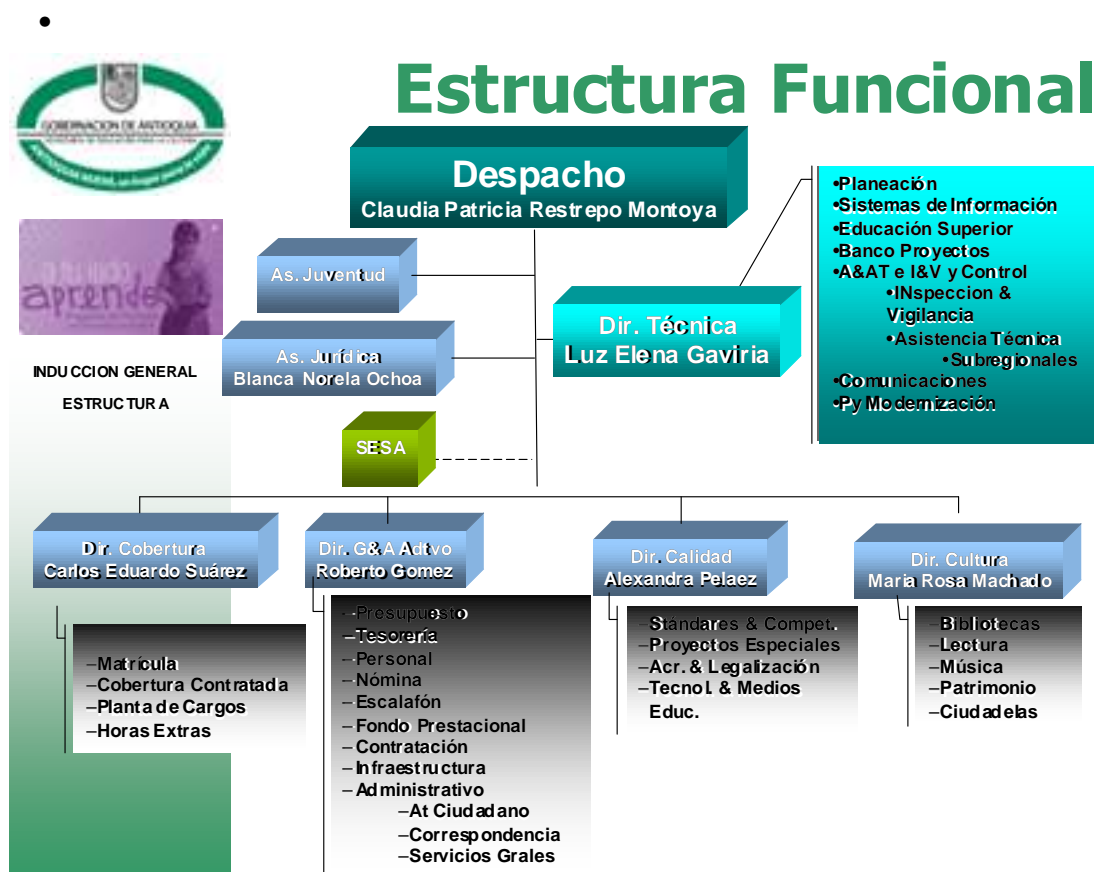 •
Estructura Funcional
GOBERNACION DE ANTIOQUIA
Despacho
Claudia Patricia Restrepo Montoya
•Planeación
•Sistemas de Información
•Educación Superior
•Banco Proyectos
•A&AT e I&V y Control
•INspeccion &
Vigilancia
•Asistencia Técnica
•Subregionales
•Comunicaciones
•Py Modernización
As. Juventud
aprende
Dir. Técnica
Luz Elena Gaviria
As. Jurídica
Blanca Norela Ochoa
INDUCCION GENERAL
ESTRUCTURA
SESA
Dir. Cobertura
Carlos Eduardo Suárez
–Matrícula
–Cobertura Contratada
–Planta de Cargos
–Horas Extras
Dir. G&A Adtvo
Roberto Gomez
–Presupuesto
–Tesorería
–Personal
–Nómina
–Escalafón
–Fondo Prestacional
–Contratación
–Infraestructura
–Administrativo
–At Ciudadano
–Correspondencia
–Servicios Grales
Dir. Calidad
Alexandra Pelaez
–Stándares & Compet.
–Proyectos Especiales
–Acr. & Legalización
–Tecnol. & Medios
Educ.
Dir. Cultura
Maria Rosa Machado
–Bibliotecas
–Lectura
–Música
–Patrimonio
–Ciudadelas